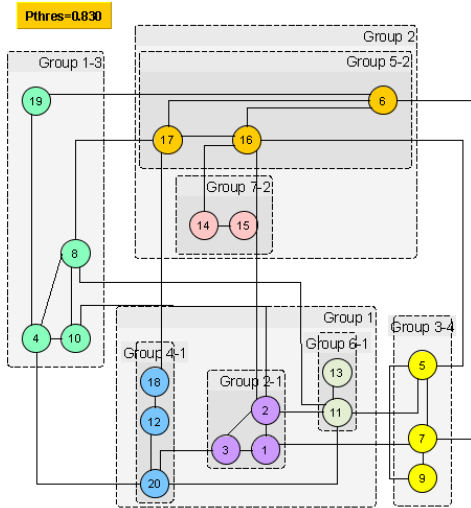 Pthres=0.830
Group 2
Group 1-3
Group 5-2
19
6
17
16
Group 7-2
14
15
8
4
10
Group 1
Group 3-4
Group 4-1
Group 6-1
5
13
18
Group 2-1
2
11
12
7
3
1
9
20